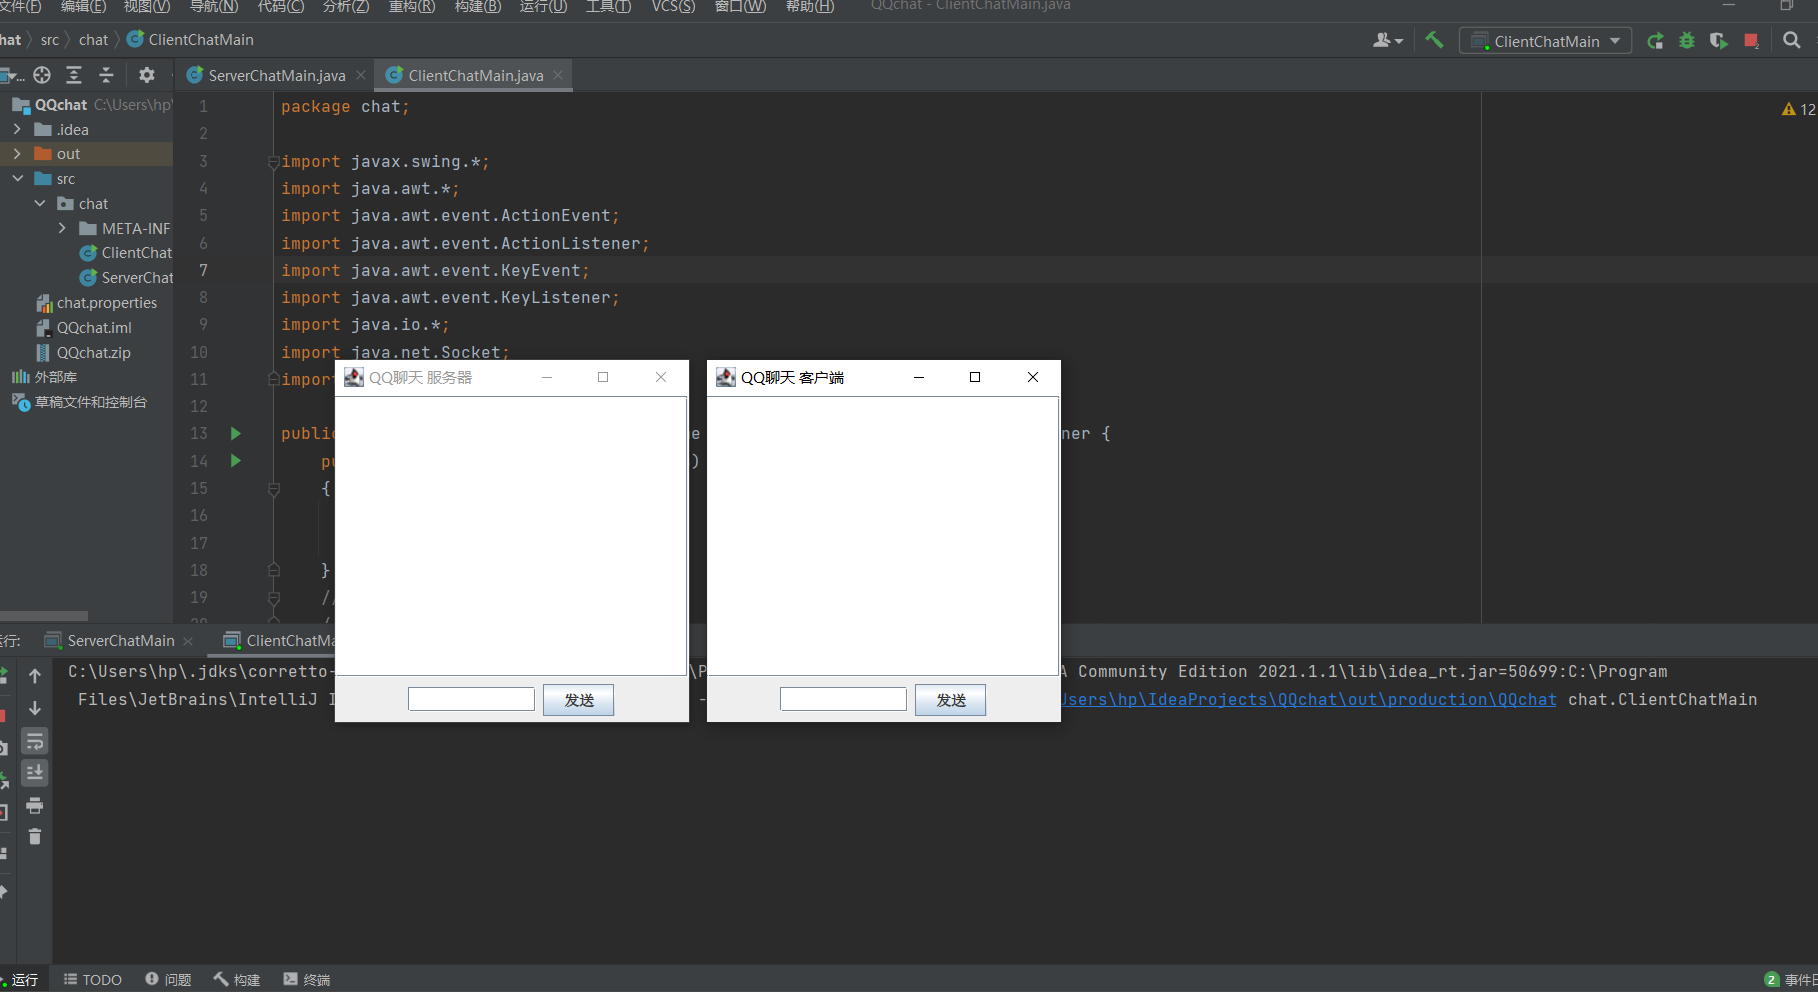 文件(F) 编辑(E) 视图(V) 导航(N) 代码(C) 分析(Z) 重构(R) 构建(B) 运行(U) 工具(T) VCS(S) 窗口(W) 帮助(H) QQchat - ClientChatMain.java
hat src chat ClientChatMain
ClientChatMain
... ServerChatMain.java ClientChatMain.java
QQchat C:\Users\hp\
.idea
out
src
chat
META-INF
ClientChat
ServerChat
chat.properties
QQchat.iml
QQchat.zip
外部库
草稿文件和控制台
12
1 package chat;
2
3 import javax.swing.*;
4 import java.awt.*;
5 import java.awt.event.ActionEvent;
6 import java.awt.event.ActionListener;
7 import java.awt.event.KeyEvent;
8 import java.awt.event.KeyListener;
9 import java.io.*;
10 import java.net.Socket;
11 impor
12
13 public e ner {
14 pu )
15 {
16
17
18 }
19 //
QQ聊天 服务器
发送
QQ聊天 客户端
发送
运行: ServerChatMain ClientChatMa
C:\Users\hp\.jdks\corretto- \P A Community Edition 2021.1.1\lib\idea_rt.jar=50699:C:\Program
Files\JetBrains\IntelliJ I - Users\hp\IdeaProjects\QQchat\out\production\QQchat chat.ClientChatMain
运行 TODO 问题 构建 终端 2 事件日